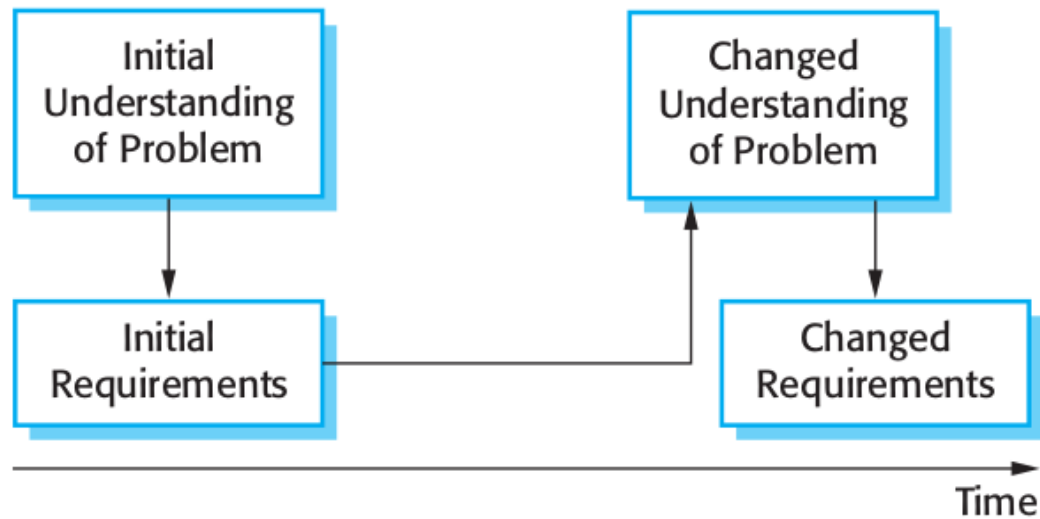 Initial
Understanding
of Problem
Changed
Understanding
of Problem
Initial
Requirements
Changed
Requirements
Time